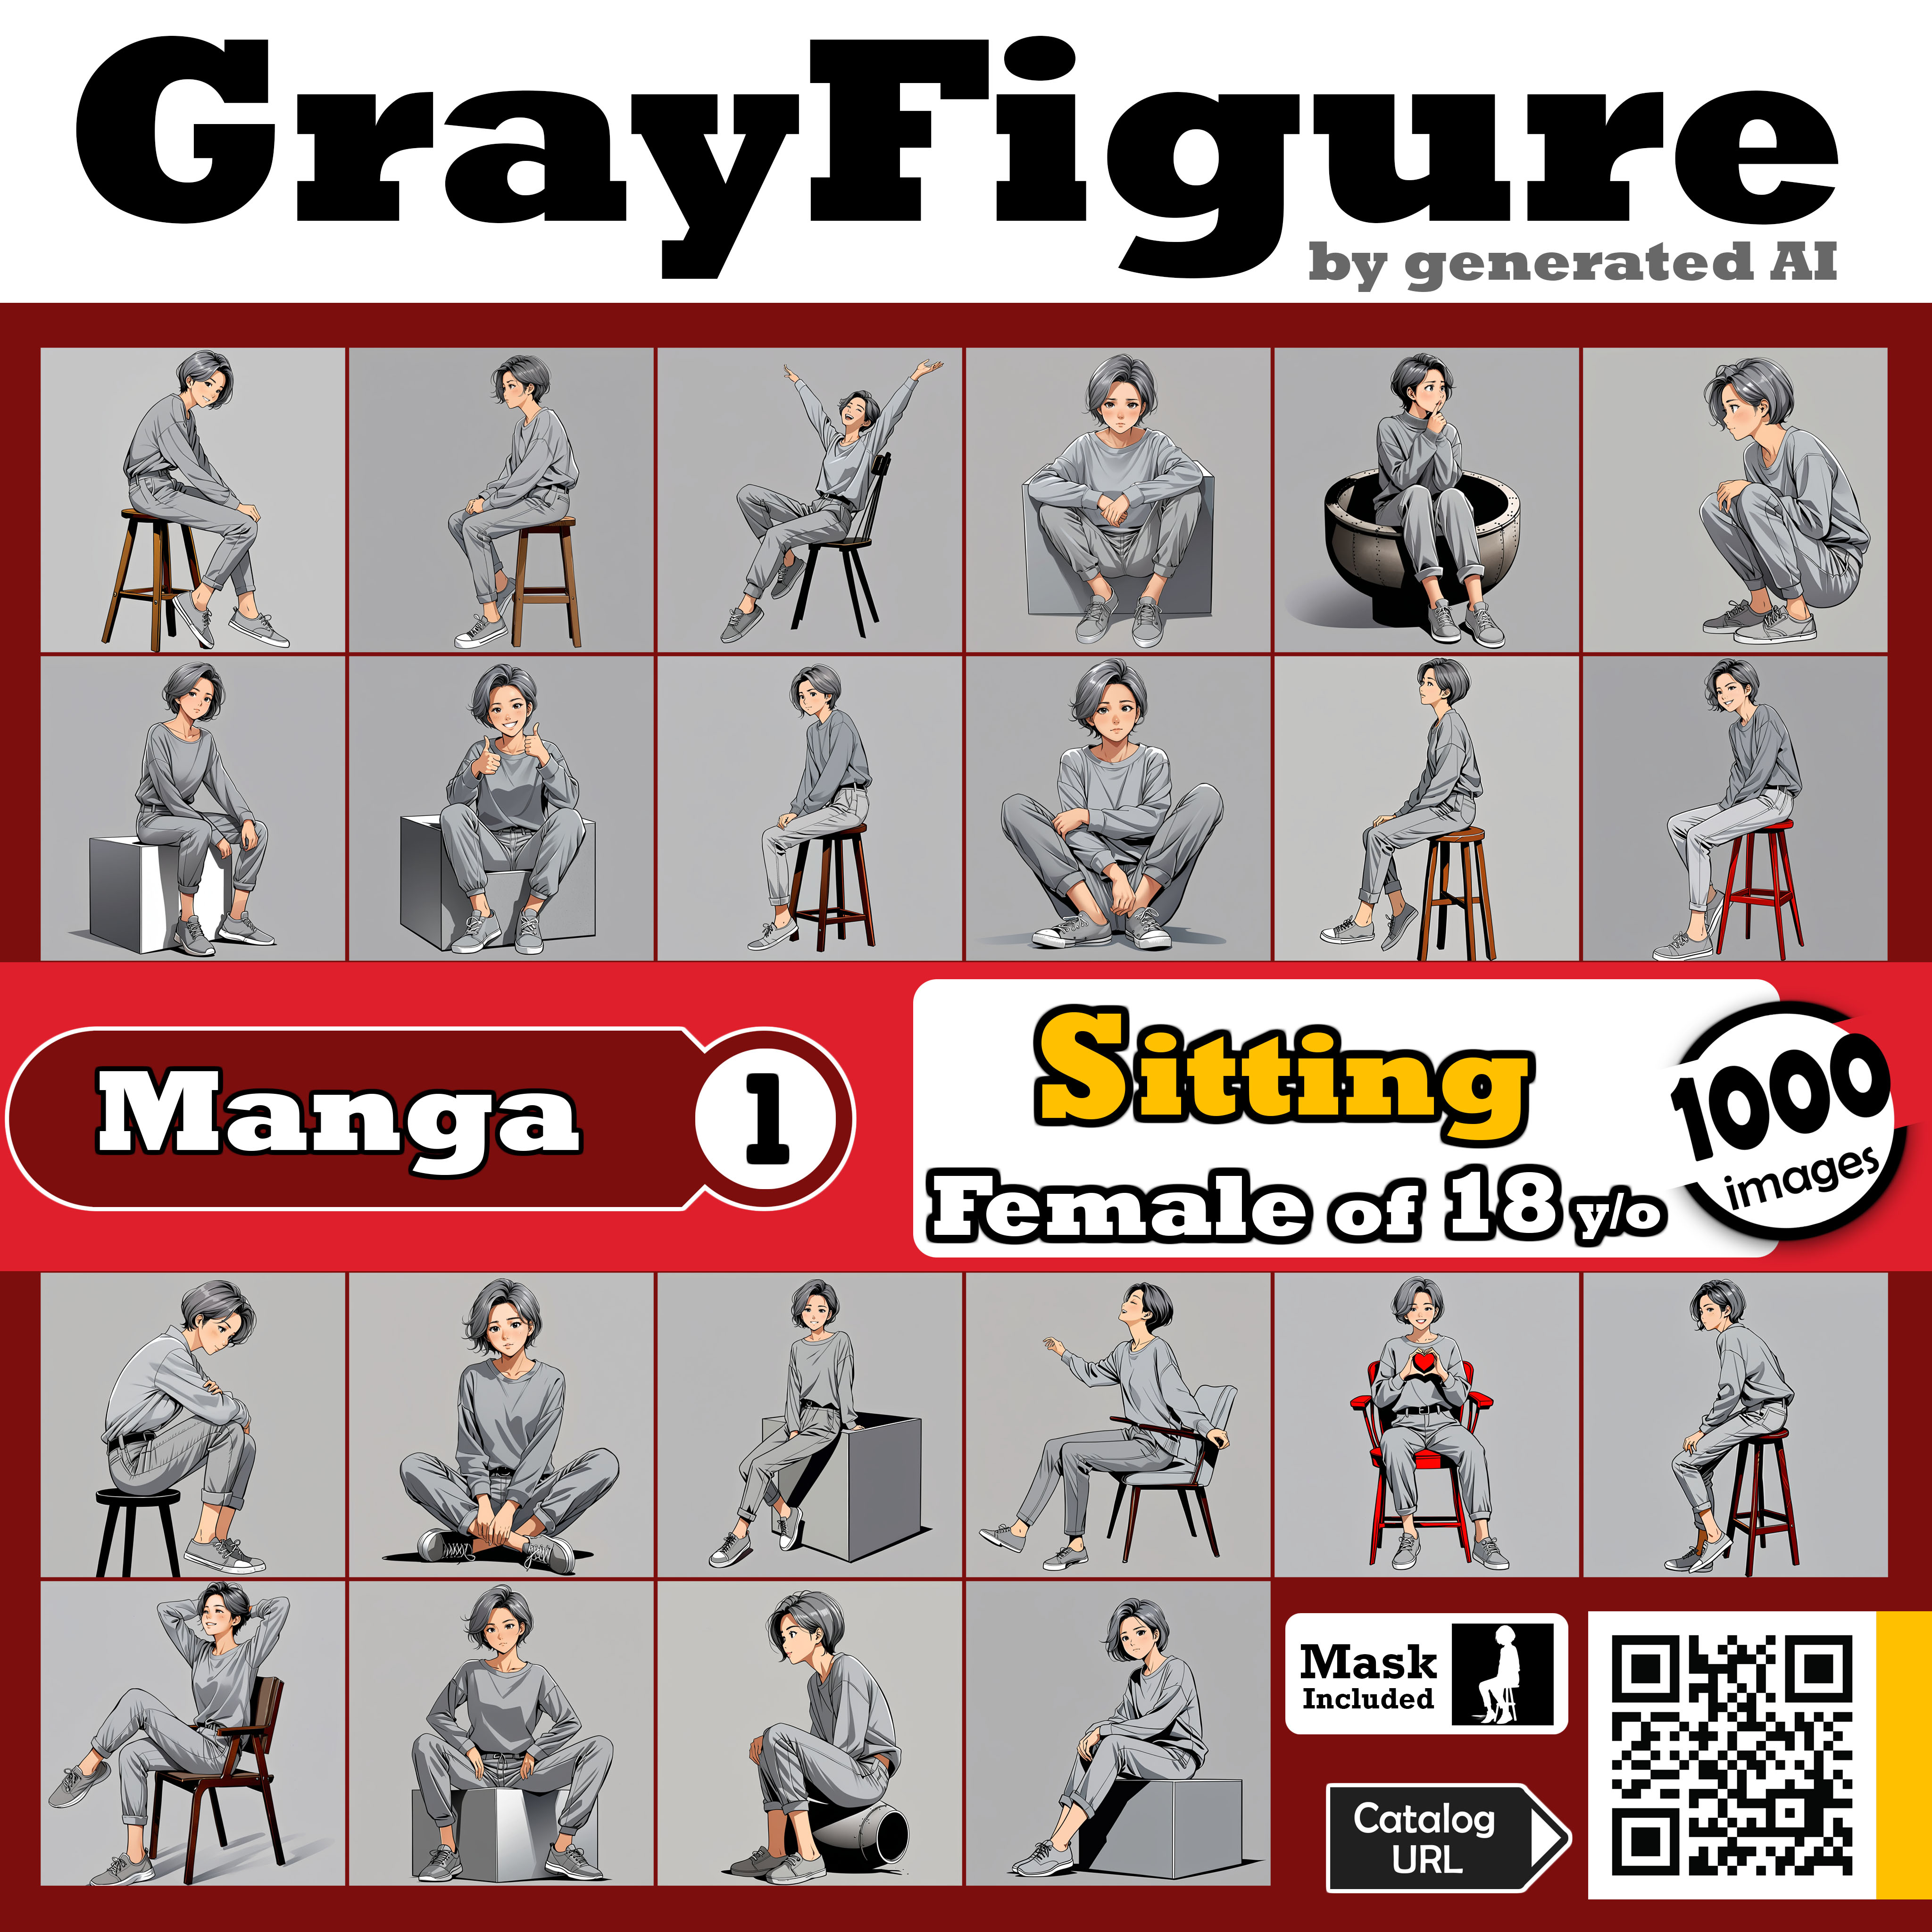 GrayFigure
by generated AI
Manga 1
Sitting
Female of 18 y/o
1000
images
Mask
Included
Catalog
URL